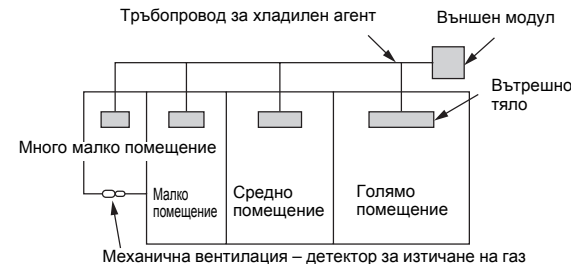 Тръбопровод за хладилен агент
Външен модул
Вътрешно
тяло
Много малко помещение
Малко
помещение
Средно
помещение
Голямо
помещение
Механична вентилация – детектор за изтичане на газ